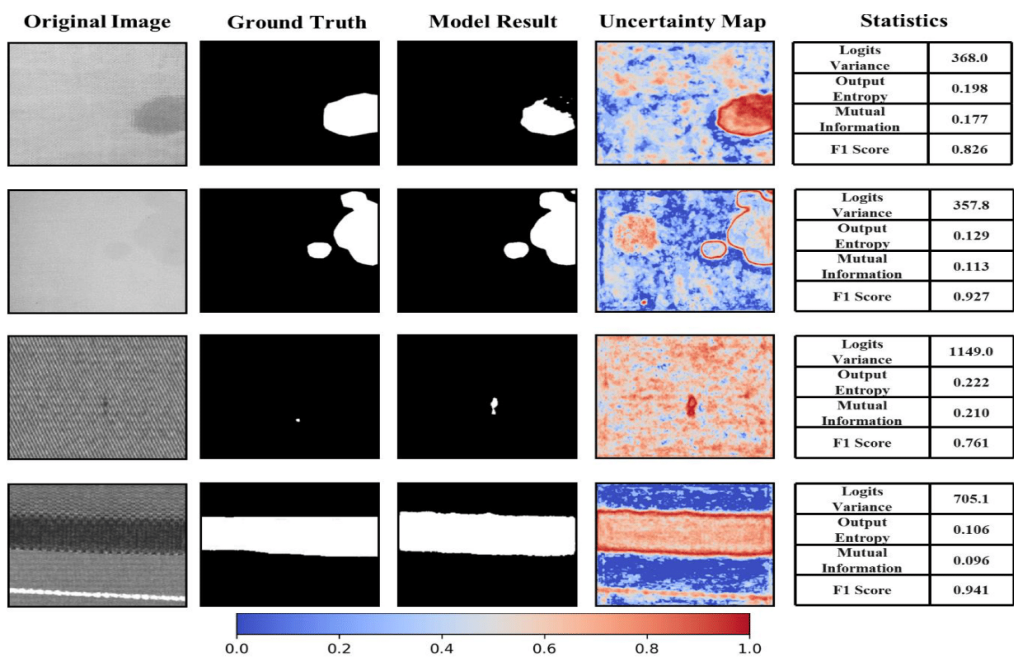 Original Image Ground Truth Model Result Uncertainty Map Statistics
Logits
Variance 368.0
Output
Entropy 0.198
Mutual
Information 0.177
F1 Score 0.826
Logits
Variance 357.8
Output
Entropy 0.129
Mutual
Information 0.113
F1 Score 0.927
Logits
Variance 1149.0
Output
Entropy 0.222
Mutual
Information 0.210
F1 Score 0.761
Logits
Variance 705.1
Output
Entropy 0.106
Mutual
Information 0.096
F1 Score 0.941
0.0 0.2 0.4 0.6 0.8 1.0